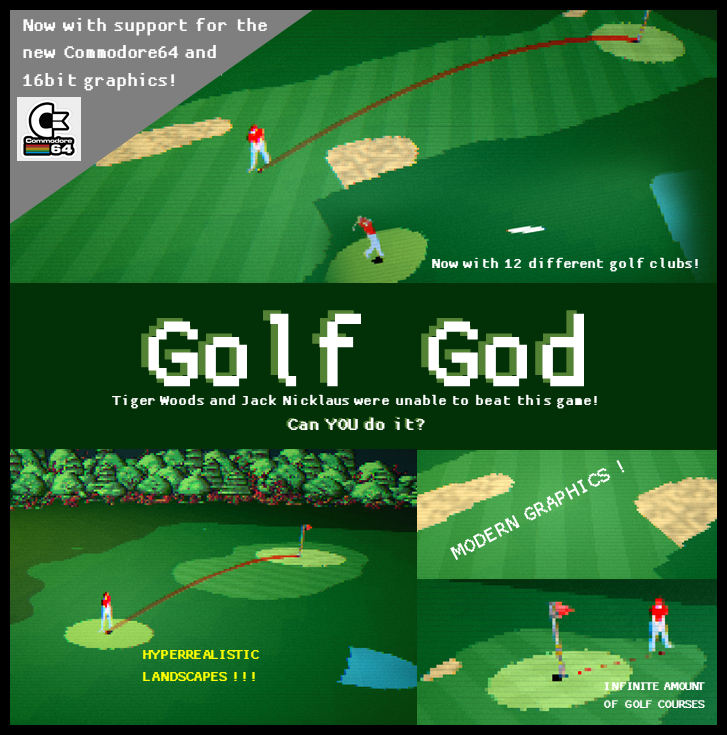 Now with support for the
new Commodore64 and
16bit graphics!
Commodore
64
Now with 12 different golf clubs!
Golf God
Tiger Woods and Jack Nicklaus were unable to beat this game!
Can YOU do it?
MODERN GRAPHICS !
HYPERREALISTIC
LANDSCAPES !!!
INFINITE AMOUNT
OF GOLF COURSES